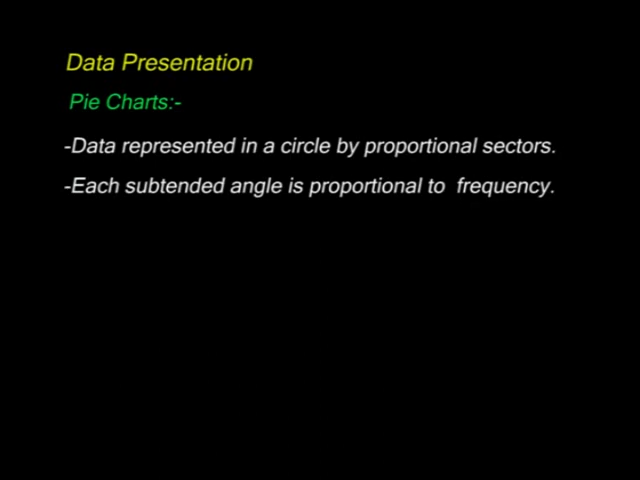 Data Presentation
Pie Charts:-
-Data represented in a circle by proportional sectors.
-Each subtended angle is proportional to frequency.